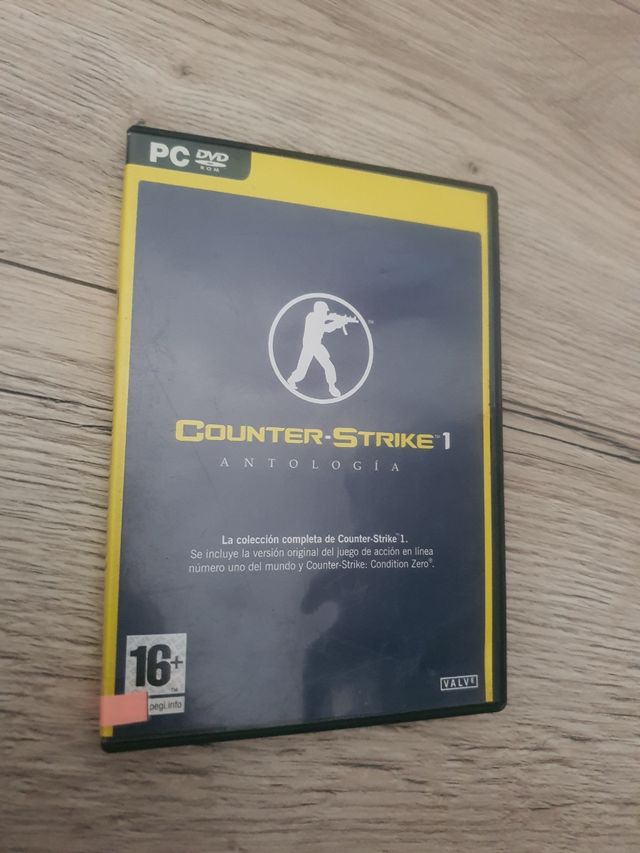 PC DVD
ROM
COUNTER-STRIKE™ 1
ANTOLOGÍA
La colección completa de Counter-Strike™ 1.
Se incluye la versión original del juego de acción en línea
número uno del mundo y Counter-Strike: Condition Zero®.
16+
™
pegi.info
VALVE